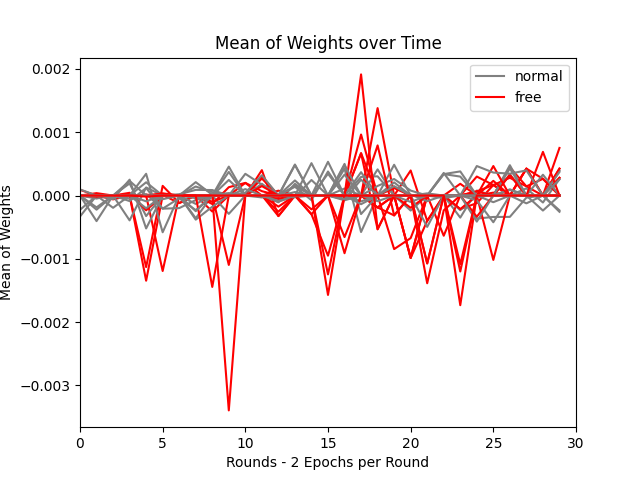 Mean of Weights over Time
normal
free
0.002
0.001
0.000
−0.001
−0.002
−0.003
Mean of Weights
0
5
10
15
20
25
30
Rounds - 2 Epochs per Round